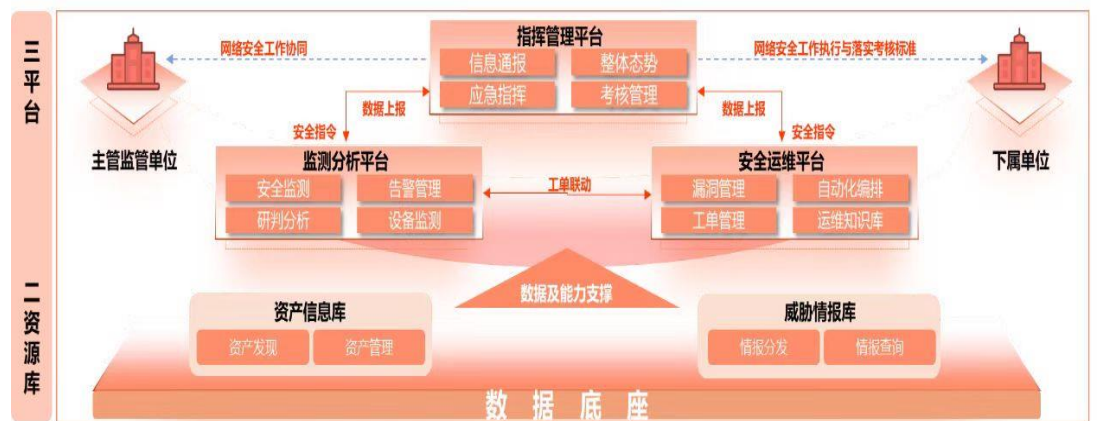 三平台
指挥管理平台
信息通报 整体态势
应急指挥 考核管理
网络安全工作协同
网络安全工作执行与落实考核标准
主管监管单位
下属单位
数据上报
安全指令
数据上报
安全指令
监测分析平台
安全监测 告警管理
研判分析 设备监测
工单联动
安全运维平台
漏洞管理 自动化编排
工单管理 运维知识库
二资源库
数据及能力支撑
资产信息库
资产发现 资产管理
威胁情报库
情报分发 情报查询
数据底座